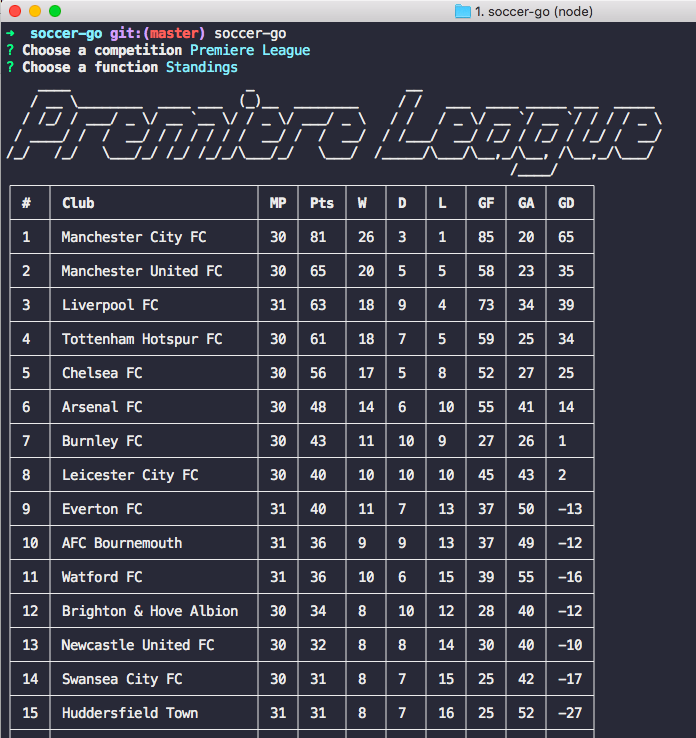 1. soccer-go (node)
➜ soccer-go git:(master) soccer-go
? Choose a competition Premiere League
? Choose a function Standings
Premiere League
# Club MP Pts W D L GF GA GD
1 Manchester City FC 30 81 26 3 1 85 20 65
2 Manchester United FC 30 65 20 5 5 58 23 35
3 Liverpool FC 31 63 18 9 4 73 34 39
4 Tottenham Hotspur FC 30 61 18 7 5 59 25 34
5 Chelsea FC 30 56 17 5 8 52 27 25
6 Arsenal FC 30 48 14 6 10 55 41 14
7 Burnley FC 30 43 11 10 9 27 26 1
8 Leicester City FC 30 40 10 10 10 45 43 2
9 Everton FC 31 40 11 7 13 37 50 -13
10 AFC Bournemouth 31 36 9 9 13 37 49 -12
11 Watford FC 31 36 10 6 15 39 55 -16
12 Brighton & Hove Albion 30 34 8 10 12 28 40 -12
13 Newcastle United FC 30 32 8 8 14 30 40 -10
14 Swansea City FC 30 31 8 7 15 25 42 -17
15 Huddersfield Town 31 31 8 7 16 25 52 -27